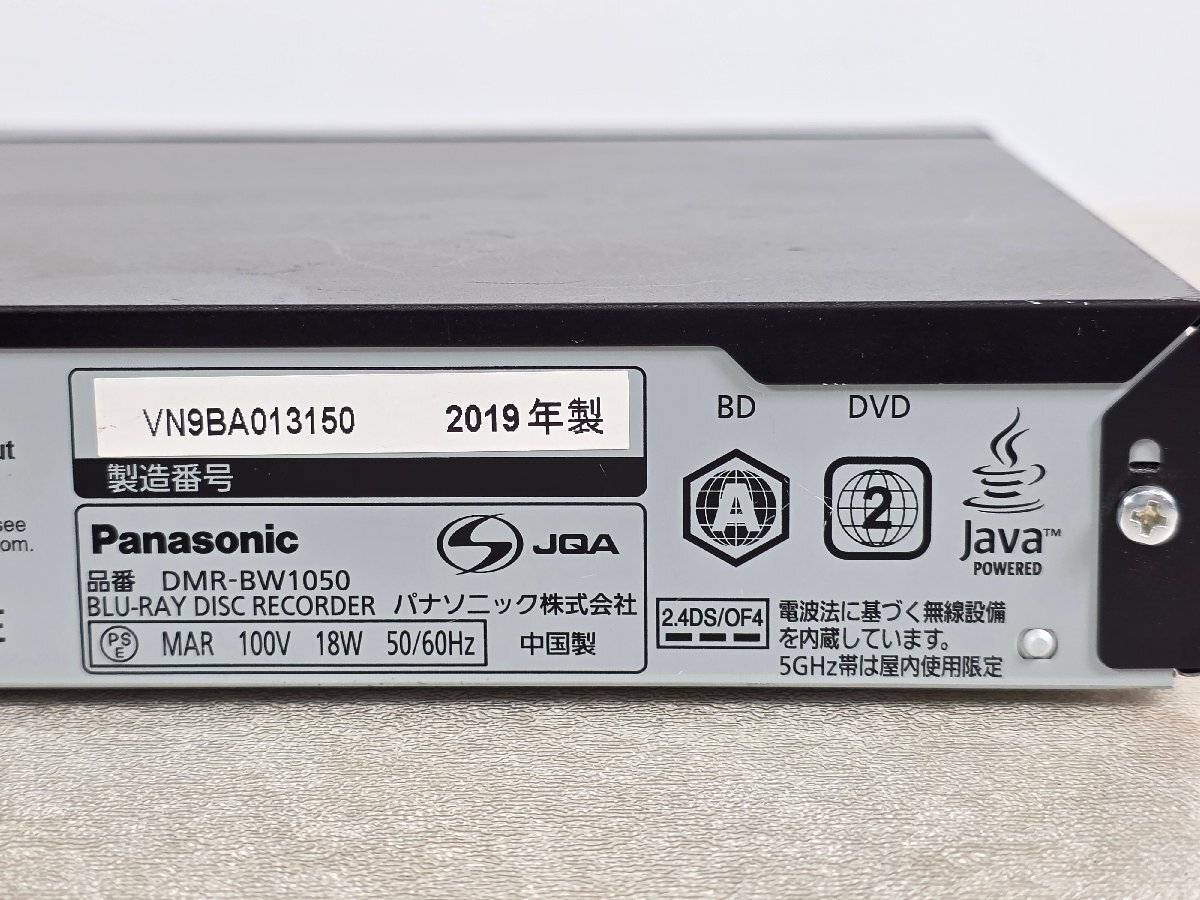 VN9BA013150 2019年製
製造番号
Panasonic
JQA
品番 DMR-BW1050
BLU-RAY DISC RECORDER パナソニック株式会社
PS
E
MAR 100V 18W 50/60Hz 中国製
BD DVD
A
2
Java™
POWERED
2.4DS/OF4
電波法に基づく無線設備
を内蔵しています。
5GHz帯は屋内使用限定
see
om.